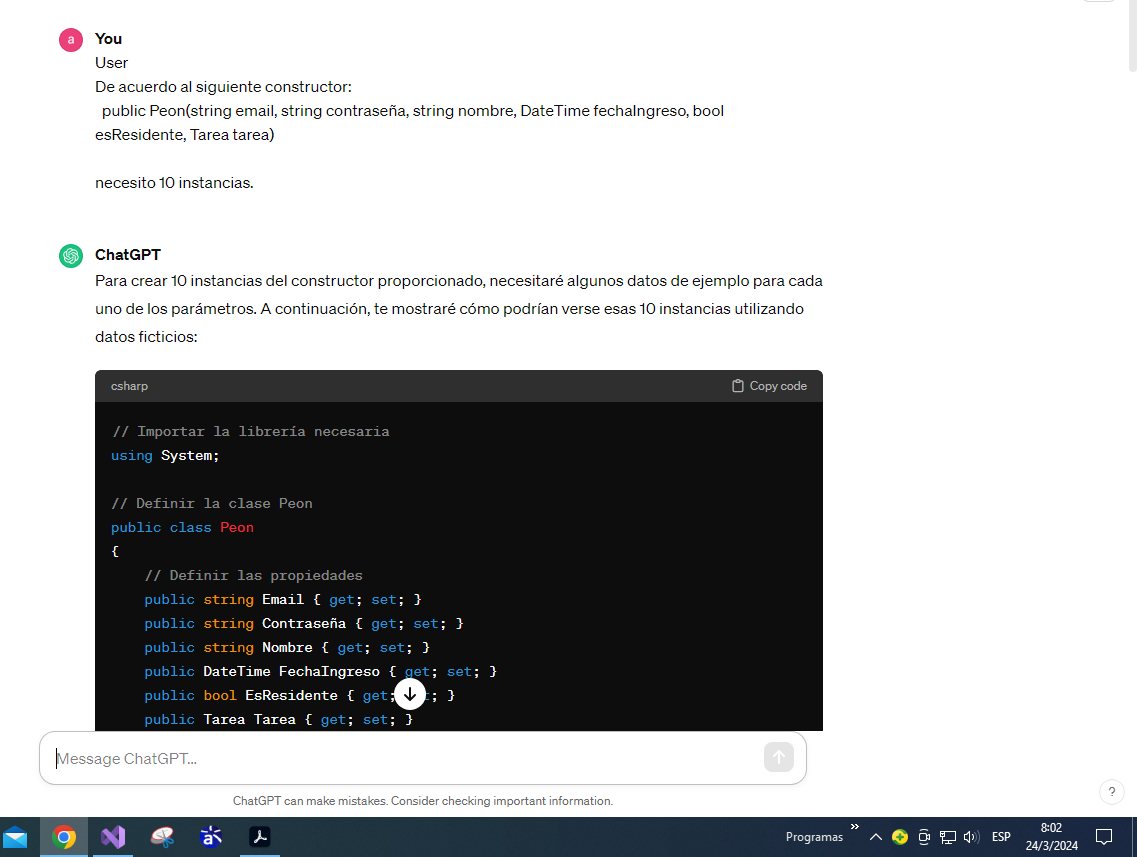 a
You
User
De acuerdo al siguiente constructor:
public Peon(string email, string contraseña, string nombre, DateTime fechaIngreso, bool
esResidente, Tarea tarea)
necesito 10 instancias.
ChatGPT
Para crear 10 instancias del constructor proporcionado, necesitaré algunos datos de ejemplo para cada
uno de los parámetros. A continuación, te mostraré cómo podrían verse esas 10 instancias utilizando
datos ficticios:
csharp
Copy code
// Importar la librería necesaria
using System;
// Definir la clase Peon
public class Peon
{
// Definir las propiedades
public string Email { get; set; }
public string Contraseña { get; set; }
public string Nombre { get; set; }
public DateTime FechaIngreso { get; set; }
public bool EsResidente { get; ; }
public Tarea Tarea { get; set; }
Message ChatGPT...
ChatGPT can make mistakes. Consider checking important information.
?
a
Programas
»
ESP
8:02
24/3/2024